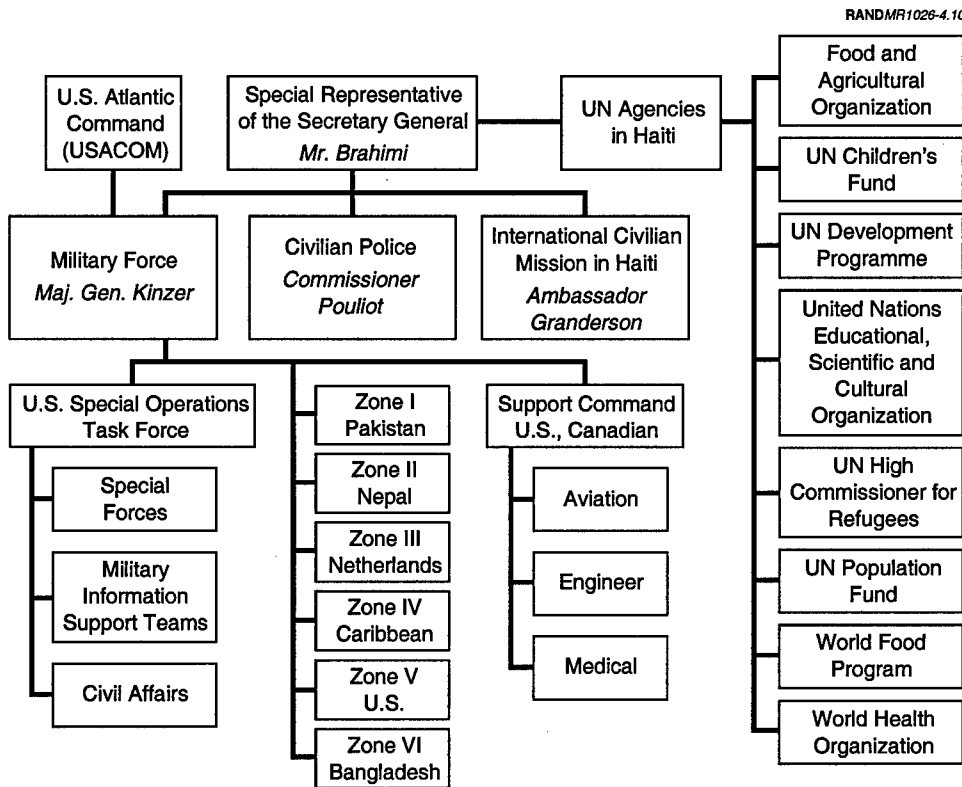 RANDMR1026-4.10
U.S. Atlantic
Command
(USACOM)
Special Representative
of the Secretary General
Mr. Brahimi
UN Agencies
in Haiti
Food and
Agricultural
Organization
UN Children's
Fund
UN Development
Programme
United Nations
Educational,
Scientific and
Cultural
Organization
UN High
Commissioner for
Refugees
UN Population
Fund
World Food
Program
World Health
Organization
Military Force
Maj. Gen. Kinzer
Civilian Police
Commissioner
Pouliot
International Civilian
Mission in Haiti
Ambassador
Granderson
U.S. Special Operations
Task Force
Special
Forces
Military
Information
Support Teams
Civil Affairs
Zone I
Pakistan
Zone II
Nepal
Zone III
Netherlands
Zone IV
Caribbean
Zone V
U.S.
Zone VI
Bangladesh
Support Command
U.S., Canadian
Aviation
Engineer
Medical